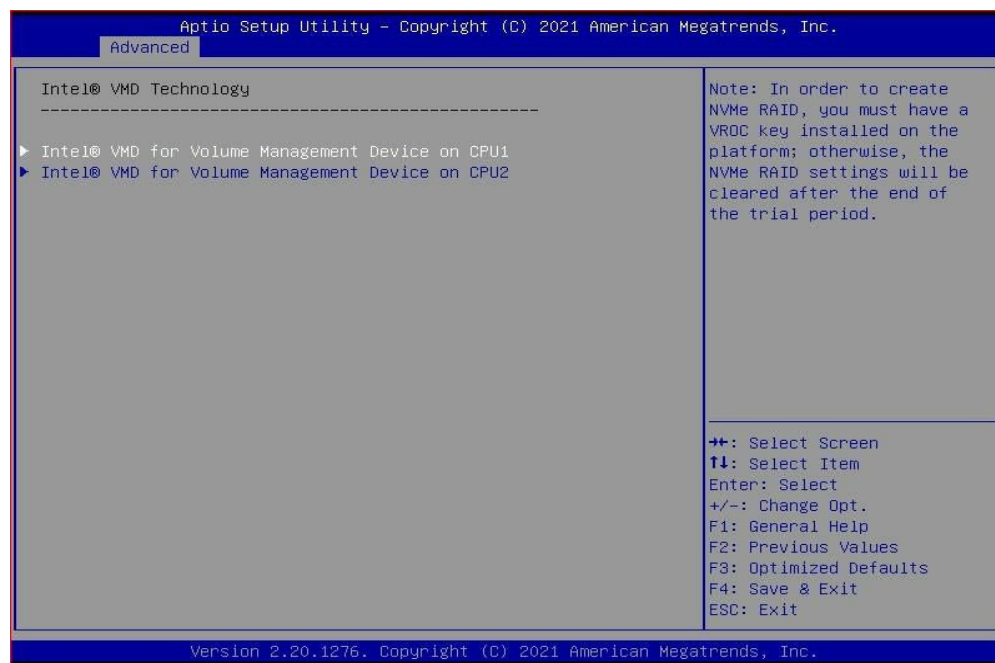 Aptio Setup Utility – Copyright (C) 2021 American Megatrends, Inc.
Advanced
Intel® VMD Technology
--------------------------------------------------
Intel® VMD for Volume Management Device on CPU1
Intel® VMD for Volume Management Device on CPU2
Note: In order to create
NVMe RAID, you must have a
VROC key installed on the
platform; otherwise, the
NVMe RAID settings will be
cleared after the end of
the trial period.
→←: Select Screen
↑↓: Select Item
Enter: Select
+/-: Change Opt.
F1: General Help
F2: Previous Values
F3: Optimized Defaults
F4: Save & Exit
ESC: Exit
Version 2.20.1276. Copyright (C) 2021 American Megatrends, Inc.